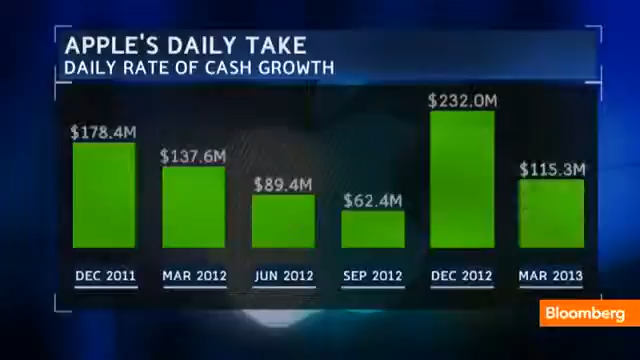 APPLE'S DAILY TAKE
DAILY RATE OF CASH GROWTH
$178.4M
$137.6M
$89.4M
$62.4M
$232.0M
$115.3M
DEC 2011
MAR 2012
JUN 2012
SEP 2012
DEC 2012
MAR 2013
Bloomberg